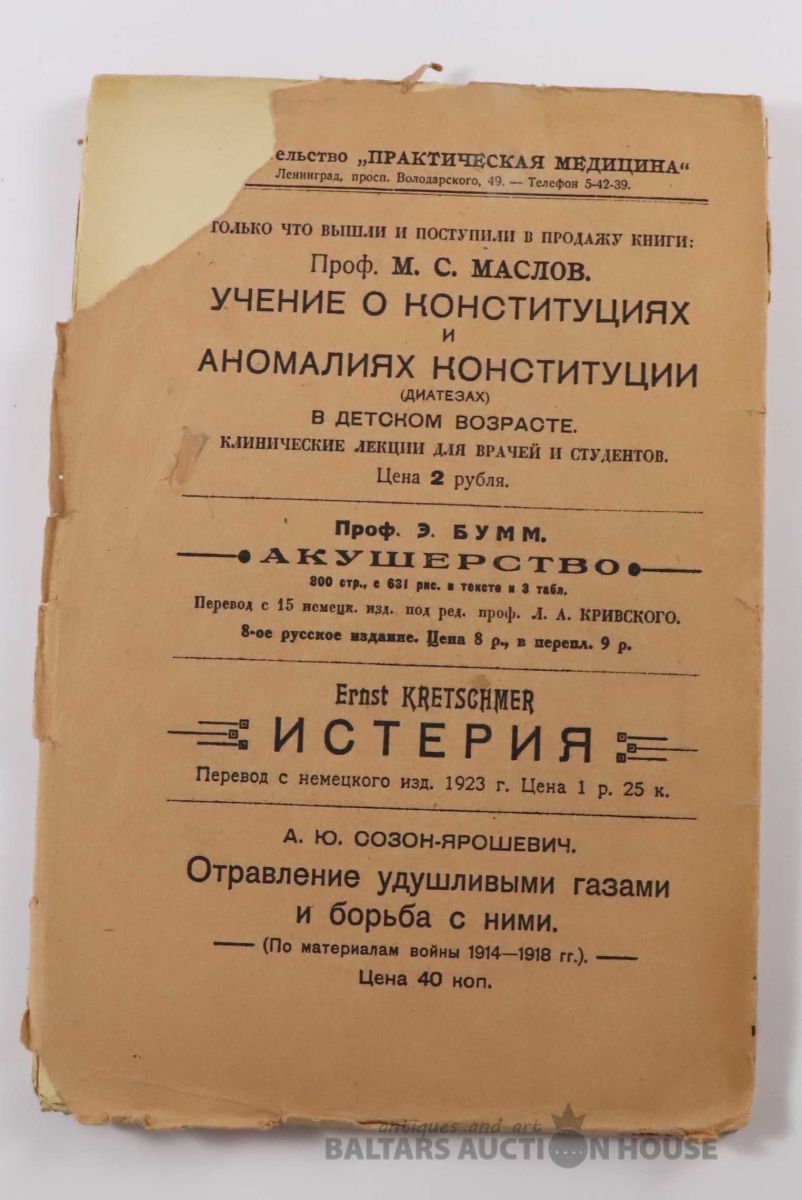 ельство „ПРАКТИЧЕСКАЯ МЕДИЦИНА“
Ленинград, просп. Володарского, 49. — Телефон 5-42-39.
ТОЛЬКО ЧТО ВЫШЛИ И ПОСТУПИЛИ В ПРОДАЖУ КНИГИ:
Проф. М. С. МАСЛОВ.
УЧЕНИЕ О КОНСТИТУЦИЯХ
И
АНОМАЛИЯХ КОНСТИТУЦИИ
(ДИАТЕЗАХ)
В ДЕТСКОМ ВОЗРАСТЕ.
КЛИНИЧЕСКИЕ ЛЕКЦИИ ДЛЯ ВРАЧЕЙ И СТУДЕНТОВ.
Цена 2 рубля.
Проф. Э. БУММ.
АКУШЕРСТВО
800 стр., с 631 рис. в тексте и 3 табл.
Перевод с 15 немецк. изд. под ред. проф. Л. А. КРИВСКОГО.
8-ое русское издание. Цена 8 р., в перепл. 9 р.
Ernst KRETSCHMER
ИСТЕРИЯ
Перевод с немецкого изд. 1923 г. Цена 1 р. 25 к.
А. Ю. СОЗОН-ЯРОШЕВИЧ.
Отравление удушливыми газами
и борьба с ними.
— (По материалам войны 1914—1918 гг.). —
Цена 40 коп.
antiques and art
BALTARS AUCTION HOUSE